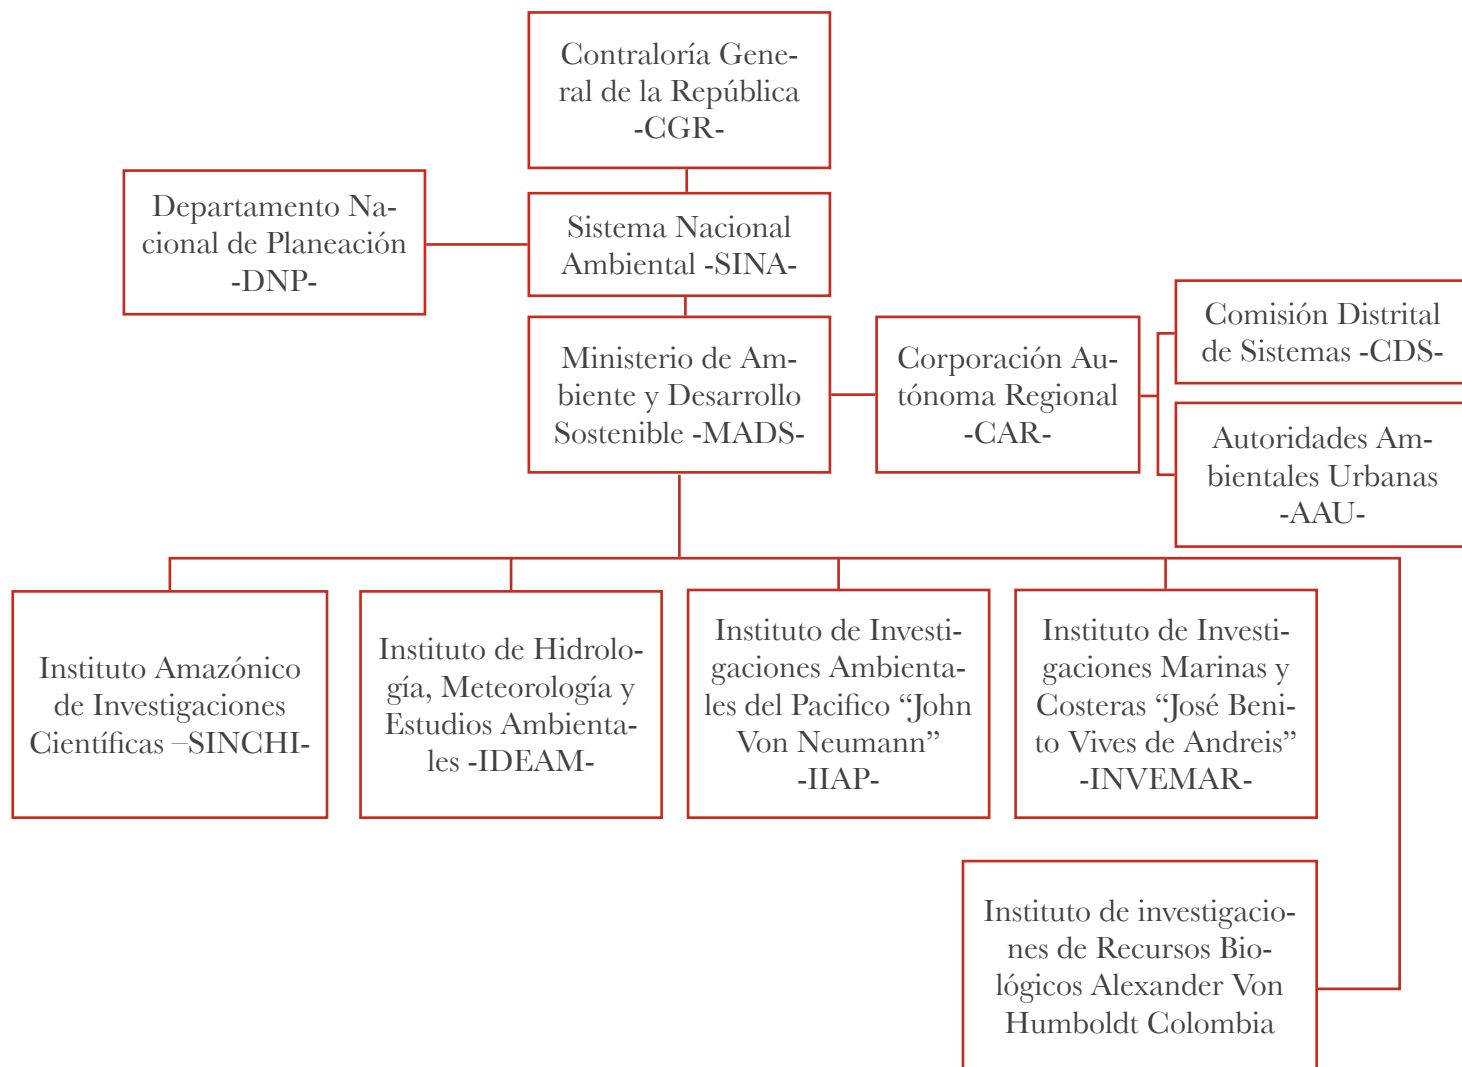 Contraloría Gene-
ral de la República
-CGR-
Departamento Na-
cional de Planeación
-DNP-
Sistema Nacional
Ambiental -SINA-
Ministerio de Am-
biente y Desarrollo
Sostenible -MADS-
Corporación Au-
tónoma Regional
-CAR-
Comisión Distrital
de Sistemas -CDS-
Autoridades Am-
bientales Urbanas
-AAU-
Instituto Amazónico
de Investigaciones
Científicas –SINCHI-
Instituto de Hidrolo-
gía, Meteorología y
Estudios Ambienta-
les -IDEAM-
Instituto de Investi-
gaciones Ambienta-
les del Pacifico “John
Von Neumann”
-IIAP-
Instituto de Investi-
gaciones Marinas y
Costeras “José Beni-
to Vives de Andreis”
-INVEMAR-
Instituto de investigacio-
nes de Recursos Bio-
lógicos Alexander Von
Humboldt Colombia